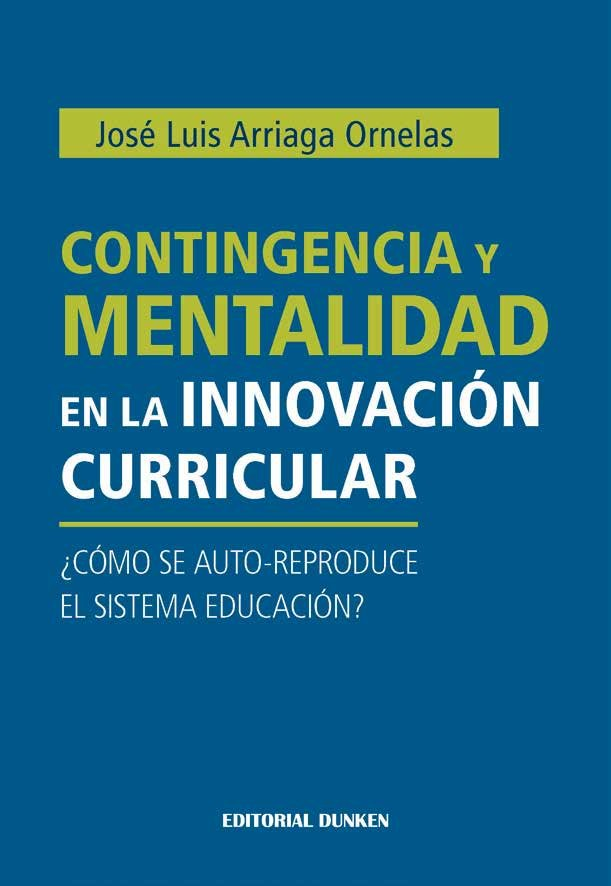 José Luis Arriaga Ornelas
CONTINGENCIA Y
MENTALIDAD
EN LA INNOVACIÓN
CURRICULAR
¿CÓMO SE AUTO-REPRODUCE
EL SISTEMA EDUCACIÓN?
EDITORIAL DUNKEN